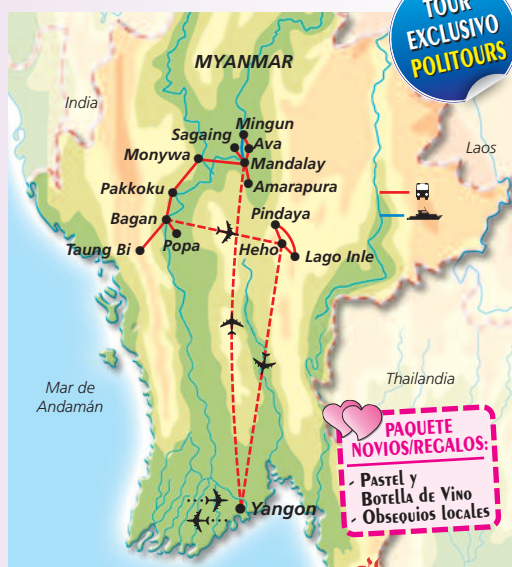 TOUR
EXCLUSIVO
POLITOURS
MYANMAR
India
Mingun
Sagaing
Ava
Monywa
Mandalay
Laos
Pakkoku
Amarapura
Bagan
Pindaya
Taung Bi
Popa
Heho
Lago Inle
Mar de
Andamán
Thailandia
PAQUETE
NOVIOS/REGALOS:
- Pastel y
Botella de Vino
- Obsequios locales
Yangon